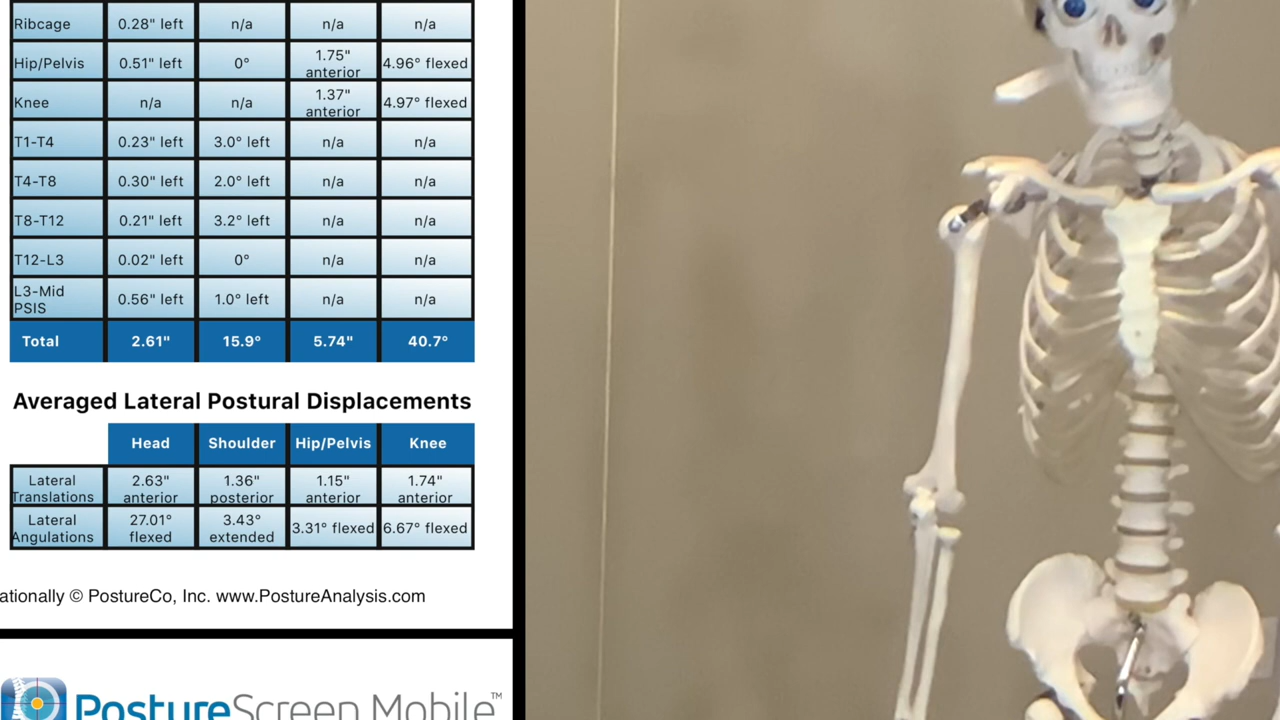 Ribcage 0.28" left n/a n/a n/a
Hip/Pelvis 0.51" left 0° 1.75" anterior 4.96° flexed
Knee n/a n/a 1.37" anterior 4.97° flexed
T1-T4 0.23" left 3.0° left n/a n/a
T4-T8 0.30" left 2.0° left n/a n/a
T8-T12 0.21" left 3.2° left n/a n/a
T12-L3 0.02" left 0° n/a n/a
L3-Mid PSIS 0.56" left 1.0° left n/a n/a
Total 2.61" 15.9° 5.74" 40.7°
Averaged Lateral Postural Displacements
Head Shoulder Hip/Pelvis Knee
Lateral Translations 2.63" anterior 1.36" posterior 1.15" anterior 1.74" anterior
Lateral Angulations 27.01° flexed 3.43° extended 3.31° flexed 6.67° flexed
ationally © PostureCo, Inc. www.PostureAnalysis.com
PostureScreen Mobile™